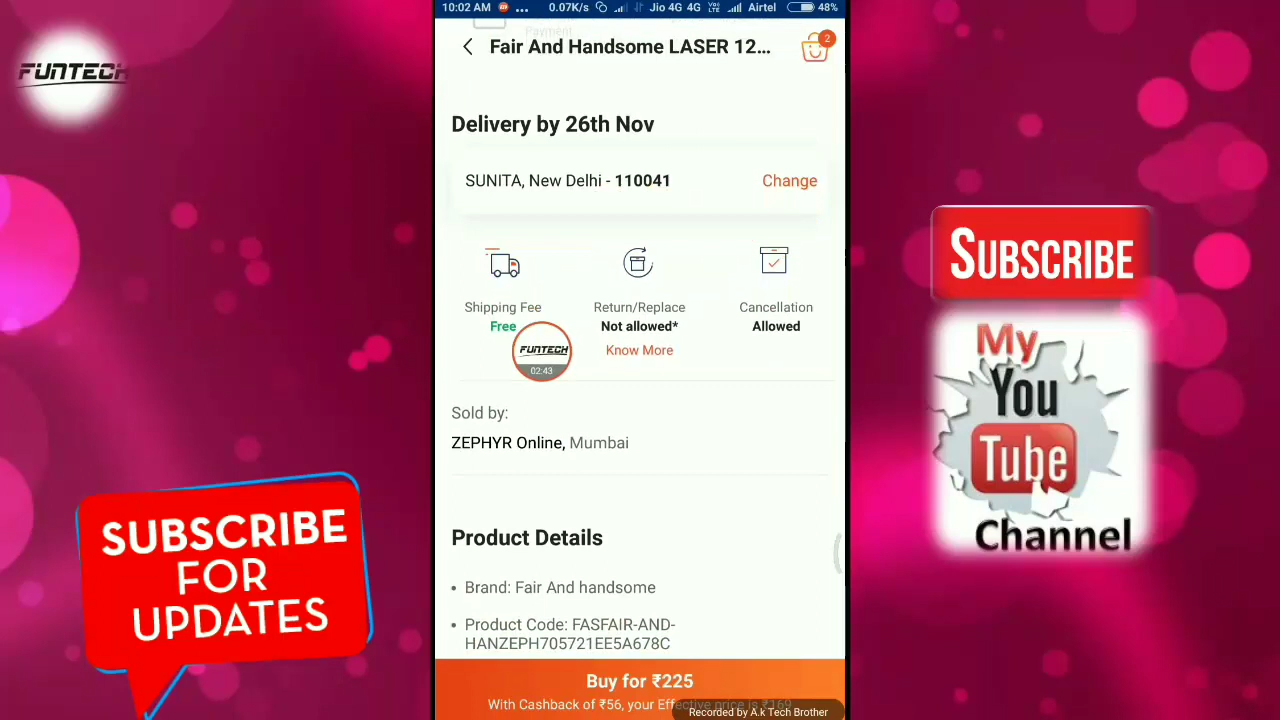 10:02 AM ... 0.07K/s Jio 4G 4G VoLTE Airtel 48%
FUNTECH
Payment
Fair And Handsome LASER 12... 2
Delivery by 26th Nov
SUNITA, New Delhi - 110041 Change
Shipping Fee Return/Replace Cancellation
Free Not allowed* Allowed
Know More
FUNTECH
02:43
Sold by:
ZEPHYR Online, Mumbai
Product Details
• Brand: Fair And handsome
• Product Code: FASFAIR-AND-
HANZEPH705721EE5A678C
Buy for ₹225
With Cashback of ₹56, your Effective price is ₹169
Recorded by A.k Tech Brother
SUBSCRIBE
FOR
UPDATES
SUBSCRIBE
My
You
Tube
Channel